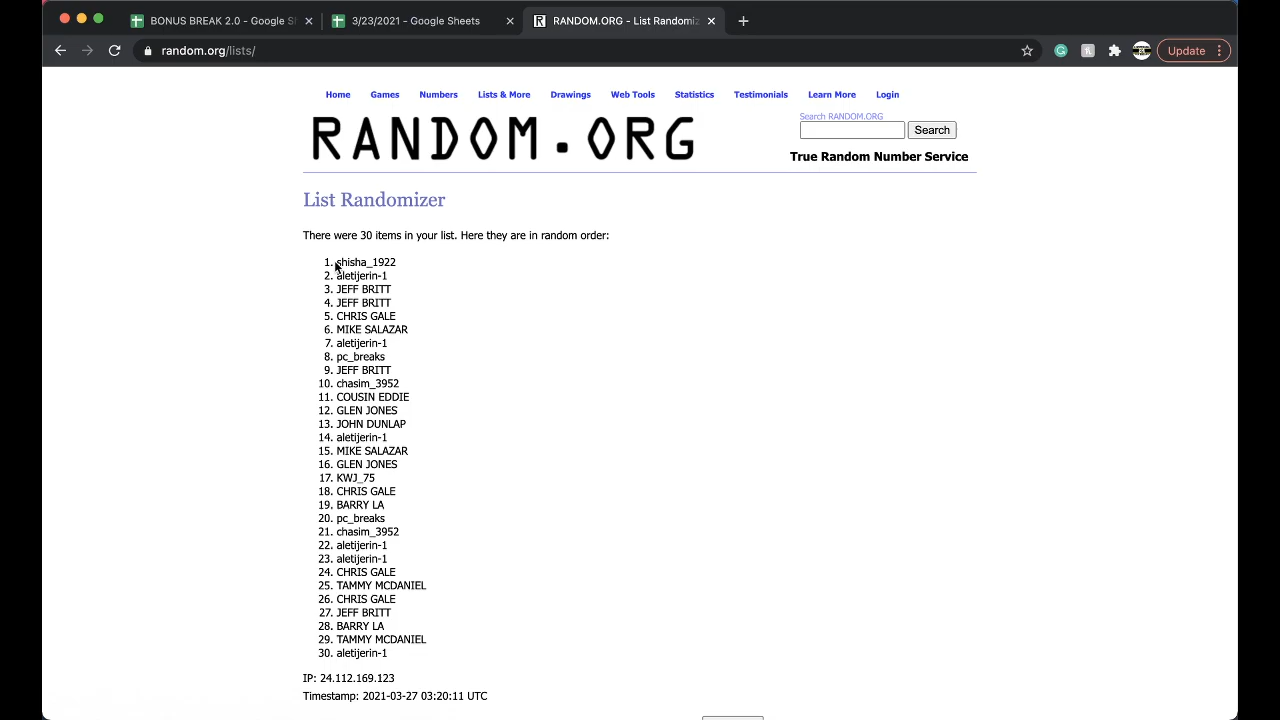 BONUS BREAK 2.0 - Google Sh
3/23/2021 - Google Sheets
RANDOM.ORG - List Randomiz
random.org/lists/
Update
Home Games Numbers Lists & More Drawings Web Tools Statistics Testimonials Learn More Login
Search RANDOM.ORG
RANDOM.ORG
Search
True Random Number Service
List Randomizer
There were 30 items in your list. Here they are in random order:
1. shisha_1922
2. aletijerin-1
3. JEFF BRITT
4. JEFF BRITT
5. CHRIS GALE
6. MIKE SALAZAR
7. aletijerin-1
8. pc_breaks
9. JEFF BRITT
10. chasim_3952
11. COUSIN EDDIE
12. GLEN JONES
13. JOHN DUNLAP
14. aletijerin-1
15. MIKE SALAZAR
16. GLEN JONES
17. KWJ_75
18. CHRIS GALE
19. BARRY LA
20. pc_breaks
21. chasim_3952
22. aletijerin-1
23. aletijerin-1
24. CHRIS GALE
25. TAMMY MCDANIEL
26. CHRIS GALE
27. JEFF BRITT
28. BARRY LA
29. TAMMY MCDANIEL
30. aletijerin-1
IP: 24.112.169.123
Timestamp: 2021-03-27 03:20:11 UTC